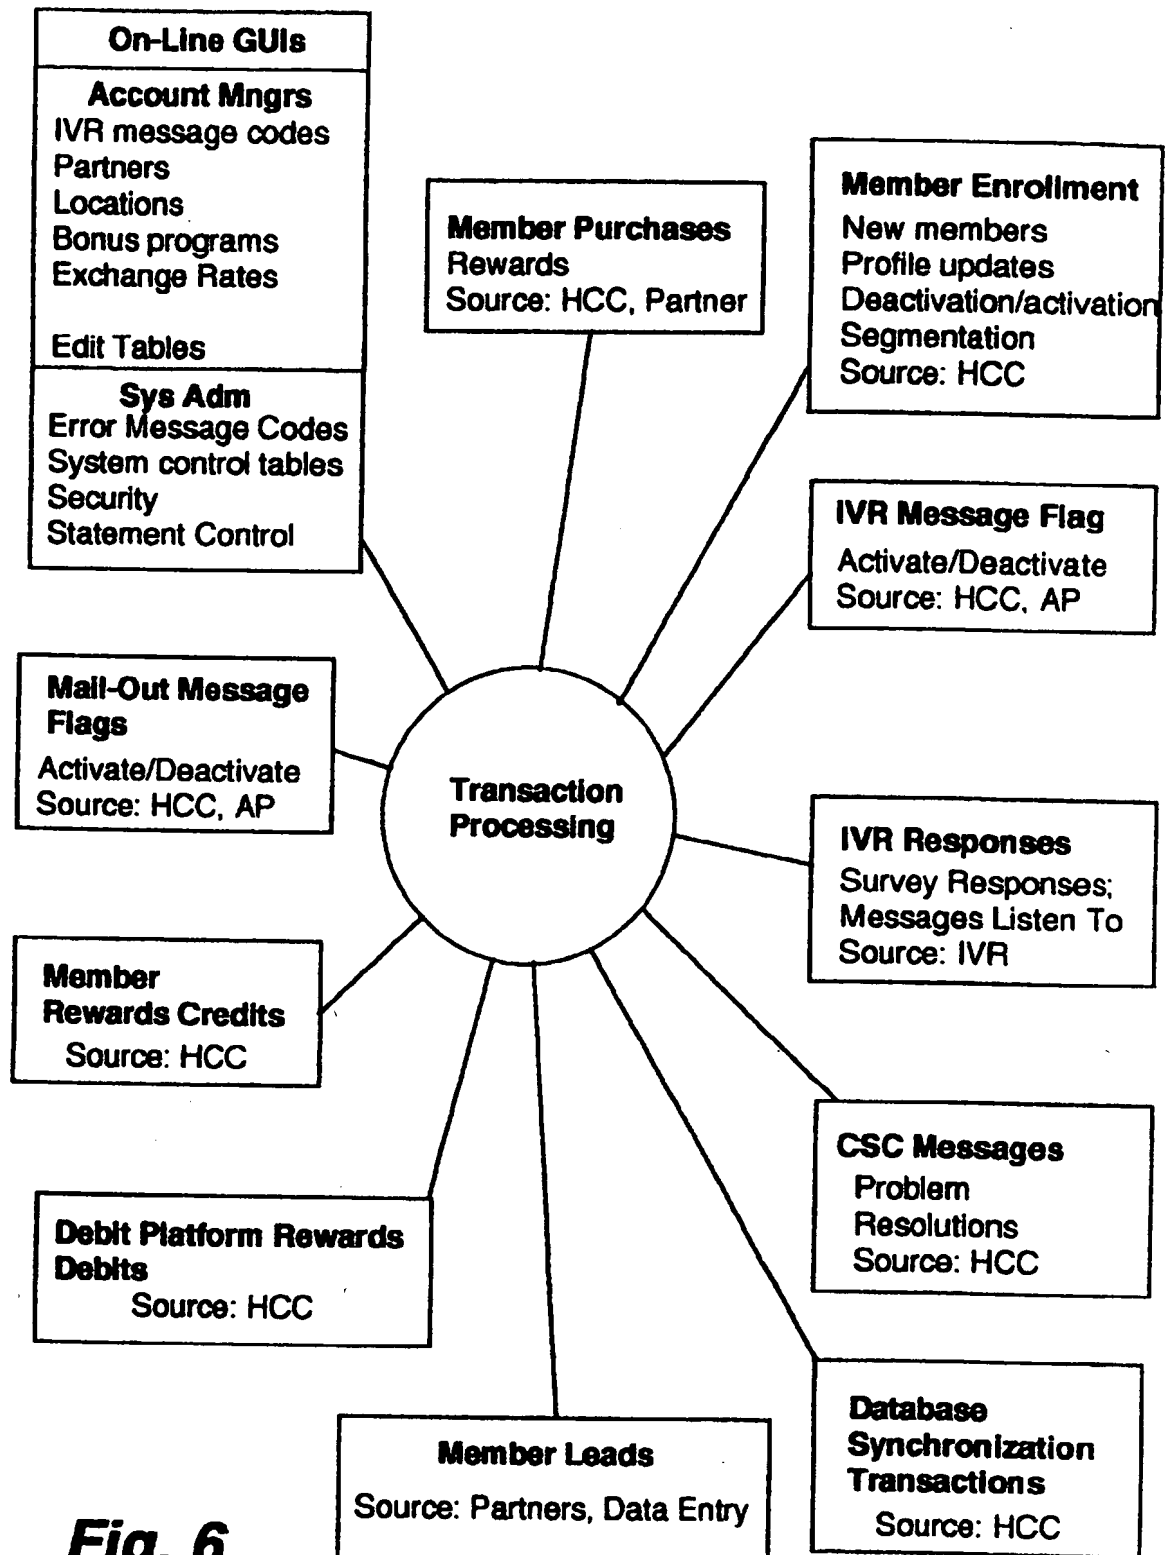 On-Line GUIs
Account Mngrs
IVR message codes
Partners
Locations
Bonus programs
Exchange Rates
Edit Tables
Sys Adm
Error Message Codes
System control tables
Security
Statement Control
Member Purchases
Rewards
Source: HCC, Partner
Member Enrollment
New members
Profile updates
Deactivation/activation
Segmentation
Source: HCC
IVR Message Flag
Activate/Deactivate
Source: HCC, AP
Mail-Out Message
Flags
Activate/Deactivate
Source: HCC, AP
Transaction
Processing
IVR Responses
Survey Responses;
Messages Listen To
Source: IVR
Member
Rewards Credits
Source: HCC
CSC Messages
Problem
Resolutions
Source: HCC
Debit Platform Rewards
Debits
Source: HCC
Database
Synchronization
Transactions
Source: HCC
Member Leads
Source: Partners, Data Entry
Fig. 6